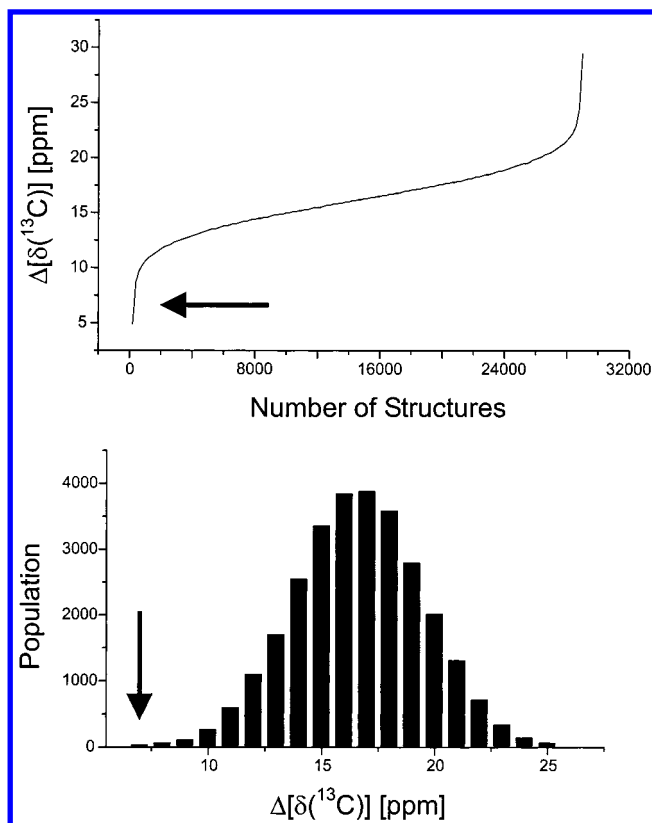 Δ[δ(¹³C)] [ppm]
30
25
20
15
10
5
0 8000 16000 24000 32000
Number of Structures
Population
4000
3000
2000
1000
0
10 15 20 25
Δ[δ(¹³C)] [ppm]